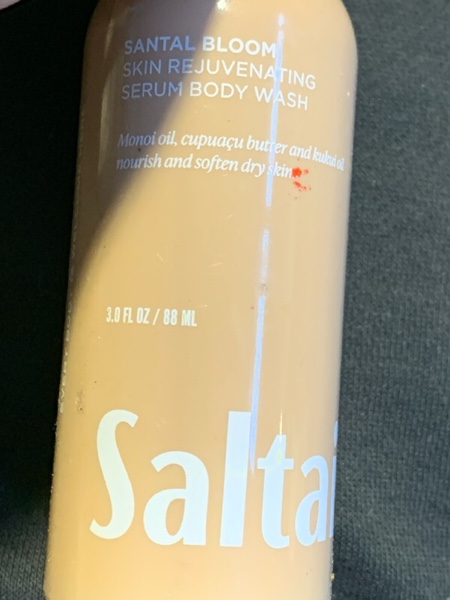 SANTAL BLOOM
SKIN REJUVENATING
SERUM BODY WASH
Monoi oil, cupuaçu butter and kukui oil
nourish and soften dry skin.
3.0 FL OZ / 88 ML
Saltai